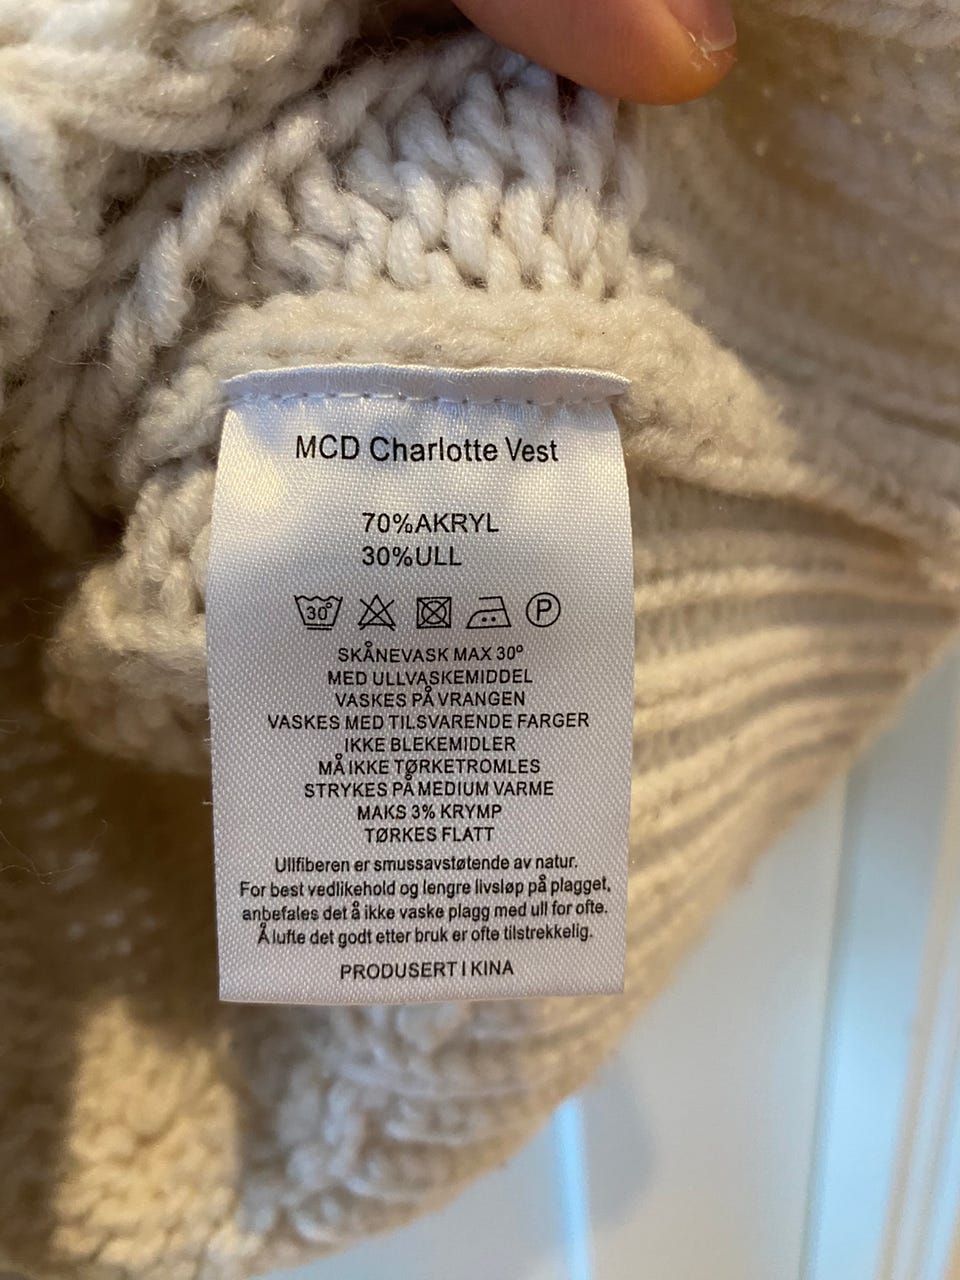 MCD Charlotte Vest
70%AKRYL
30%ULL
30° P
SKÅNEVASK MAX 30º
MED ULLVASKEMIDDEL
VASKES PÅ VRANGEN
VASKES MED TILSVARENDE FARGER
IKKE BLEKEMIDLER
MÅ IKKE TØRKETROMLES
STRYKES PÅ MEDIUM VARME
MAKS 3% KRYMP
TØRKES FLATT
Ullfiberen er smussavstøtende av natur.
For best vedlikehold og lengre livsløp på plagget,
anbefales det å ikke vaske plagg med ull for ofte.
Å lufte det godt etter bruk er ofte tilstrekkelig.
PRODUSERT I KINA